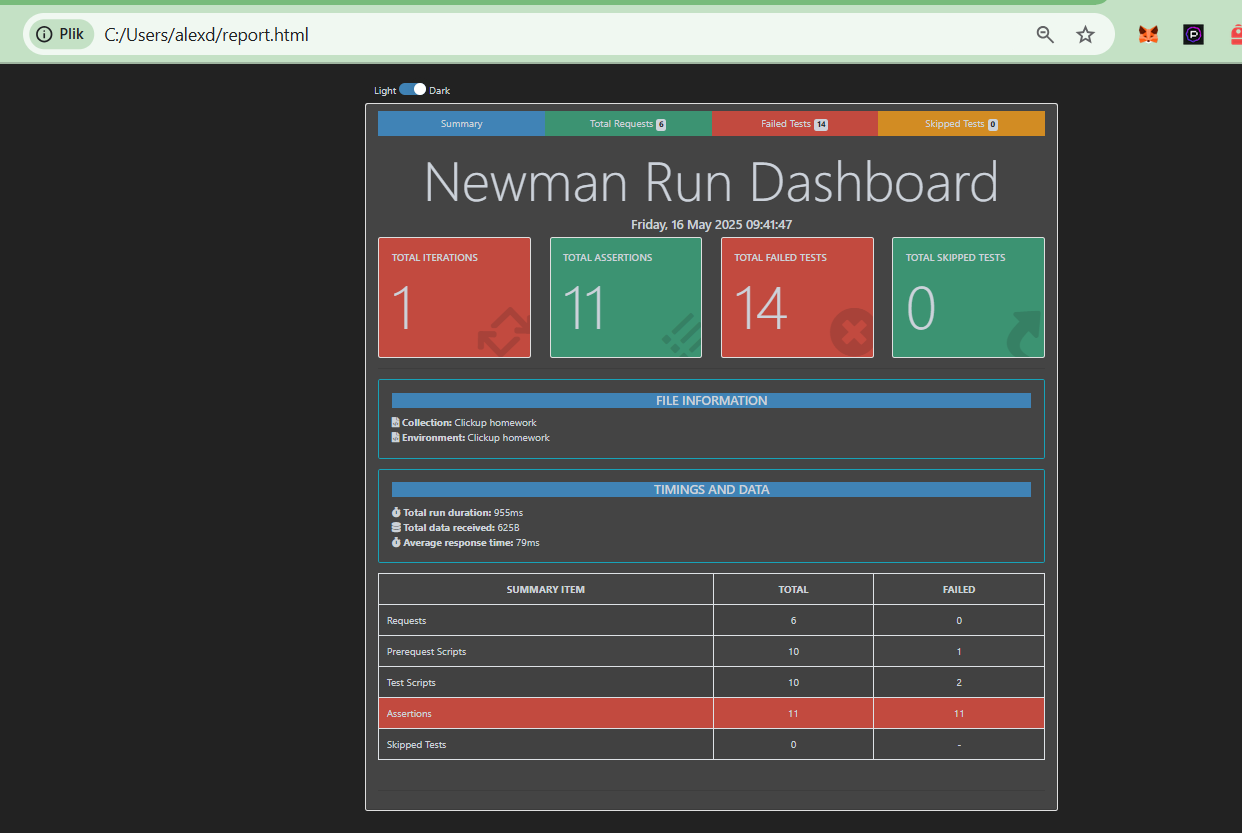 Plik C:/Users/alexd/report.html
Light Dark
Summary Total Requests 6 Failed Tests 14 Skipped Tests 0
Newman Run Dashboard
Friday, 16 May 2025 09:41:47
TOTAL ITERATIONS TOTAL ASSERTIONS TOTAL FAILED TESTS TOTAL SKIPPED TESTS
1 11 14 0
FILE INFORMATION
Collection: Clickup homework
Environment: Clickup homework
TIMINGS AND DATA
Total run duration: 955ms
Total data received: 625B
Average response time: 79ms
SUMMARY ITEM TOTAL FAILED
Requests 6 0
Prerequest Scripts 10 1
Test Scripts 10 2
Assertions 11 11
Skipped Tests 0 -